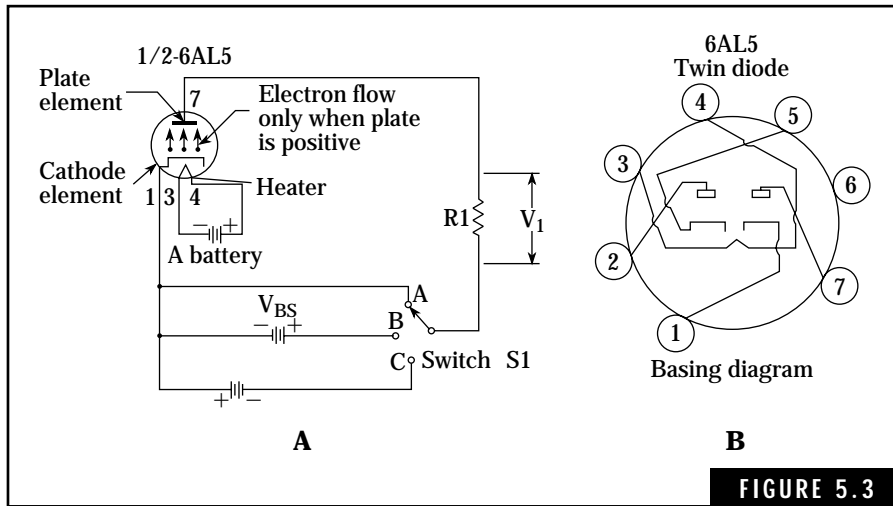 1/2-6AL5
Plate
element
7
Electron flow
only when plate
is positive
Cathode
element
1 3 4
Heater
− +
A battery
R1
V1
A
VBS
− +
B
C
Switch S1
+ −
A
6AL5
Twin diode
4
5
3
6
2
7
1
Basing diagram
B
FIGURE 5.3